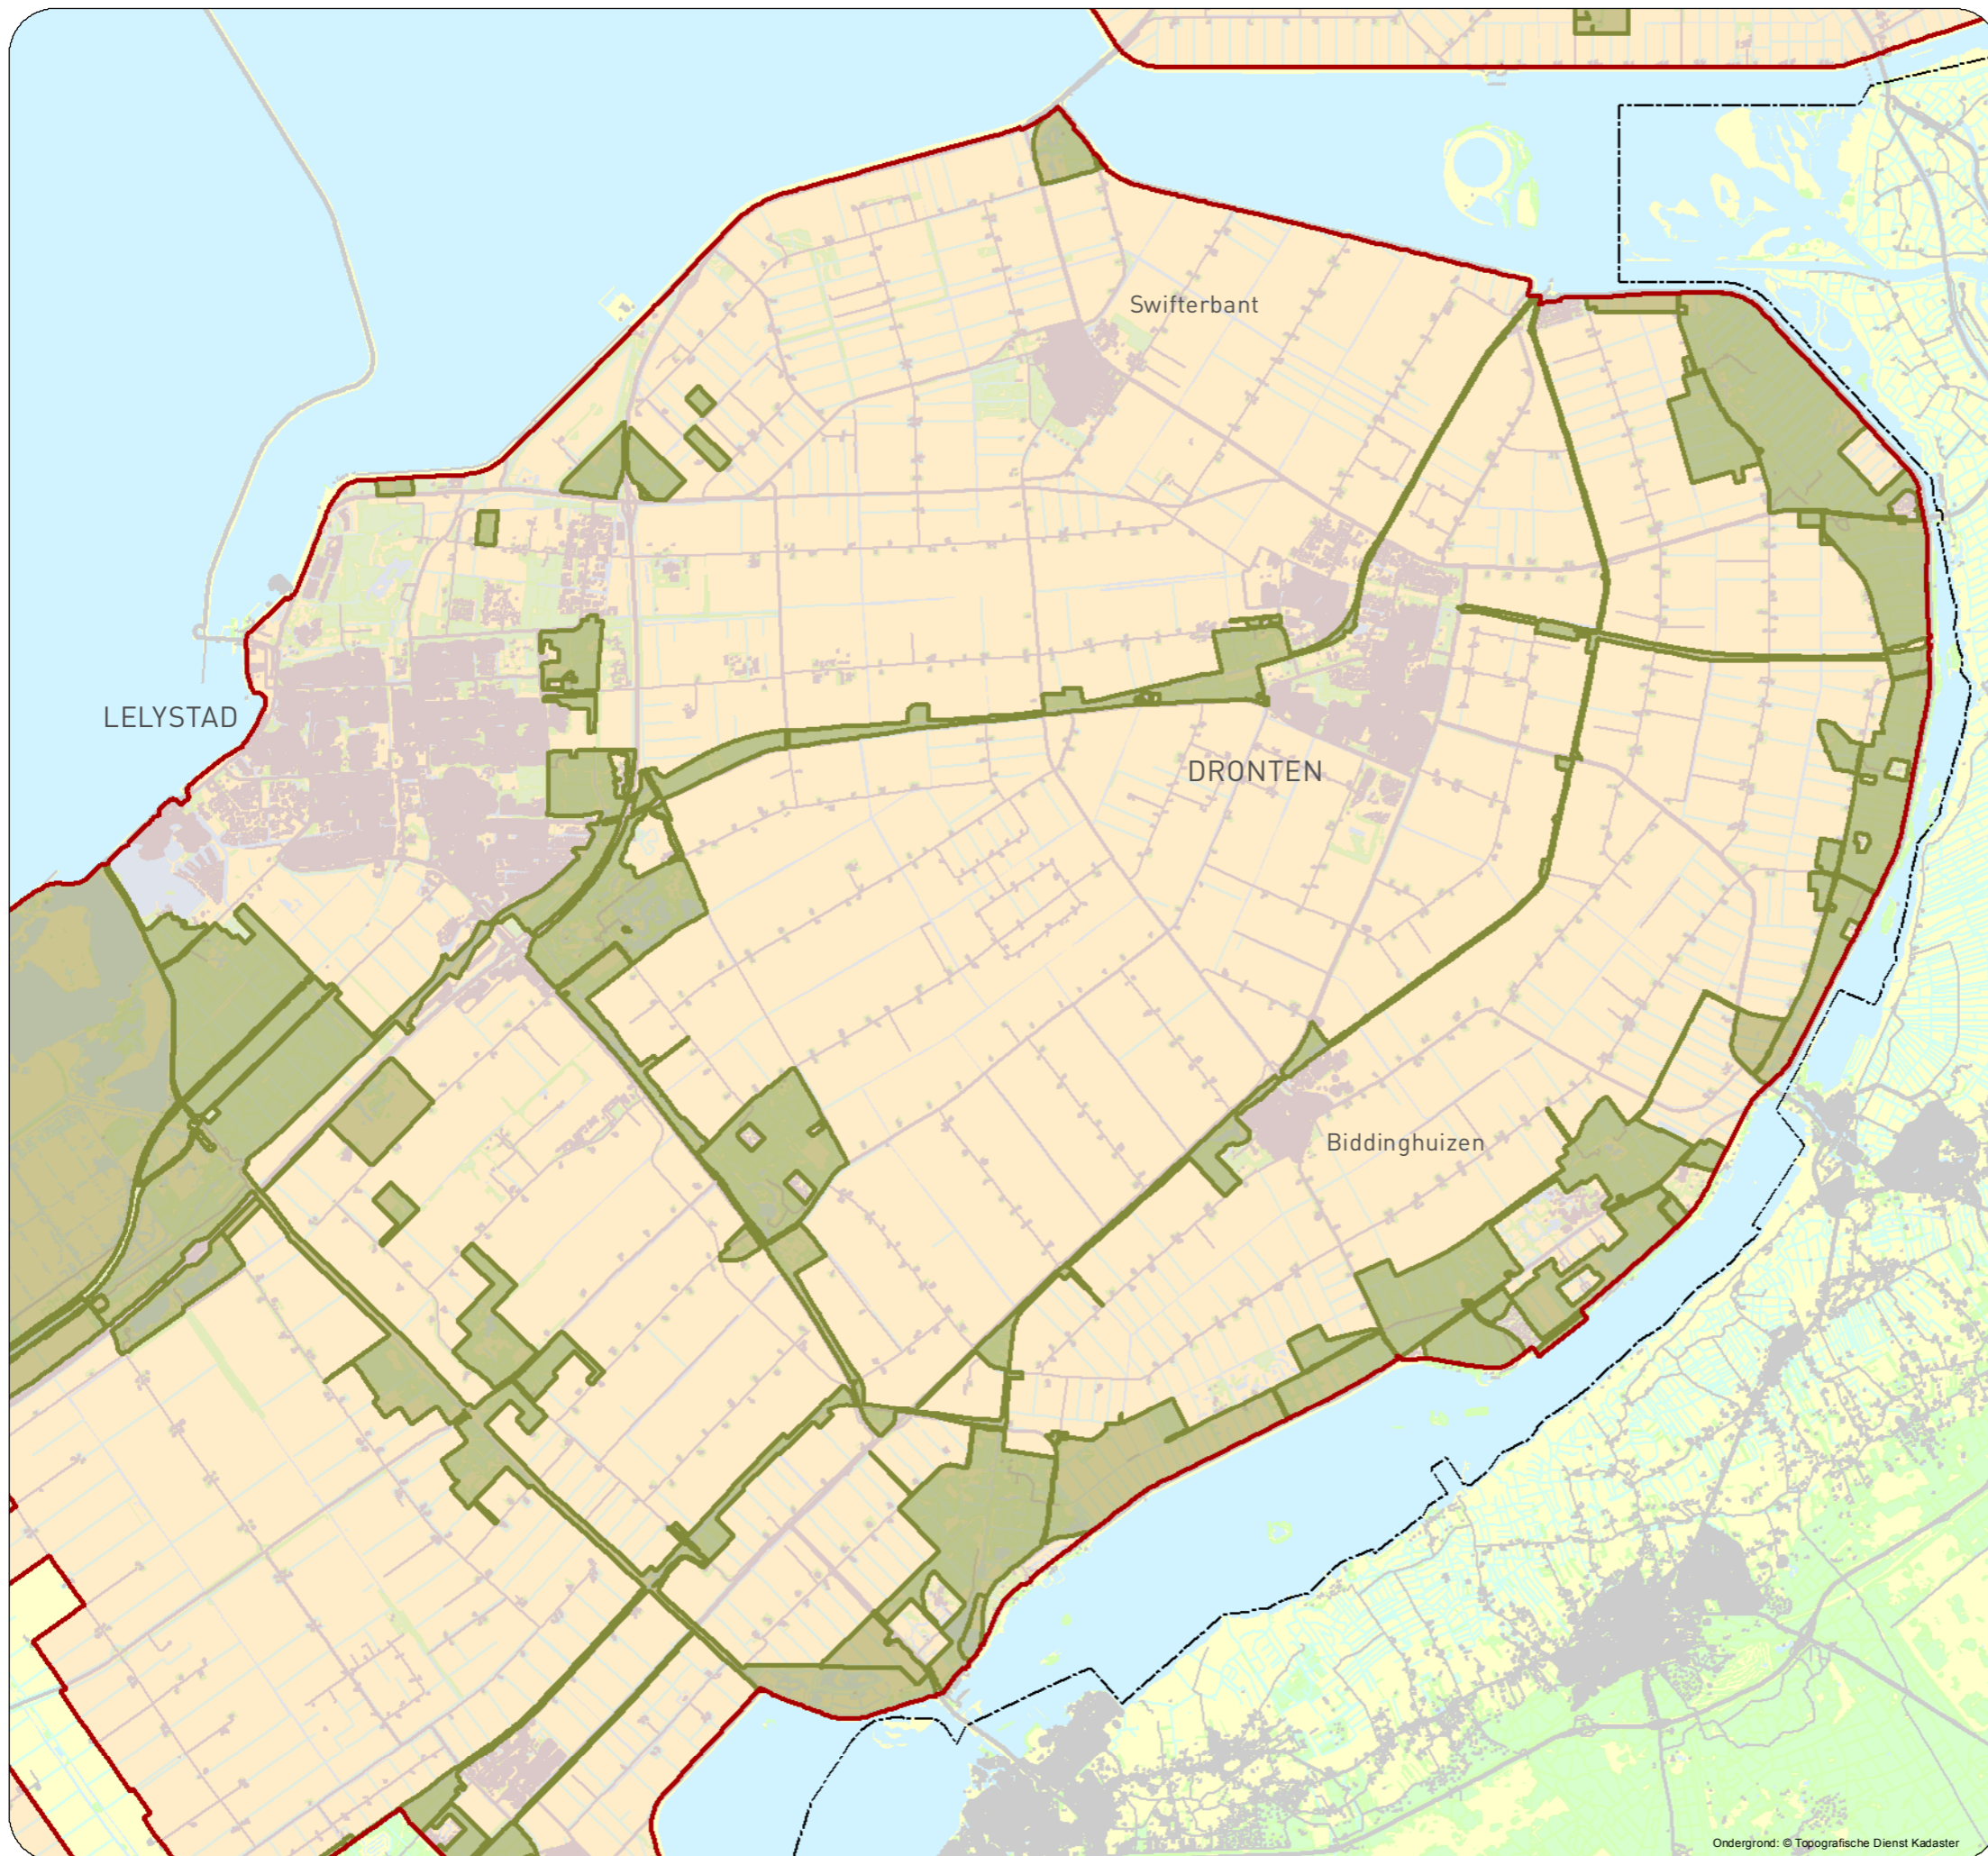 Swifterbant
LELYSTAD
DRONTEN
Biddinghuizen
Ondergrond: © Topografische Dienst Kadaster